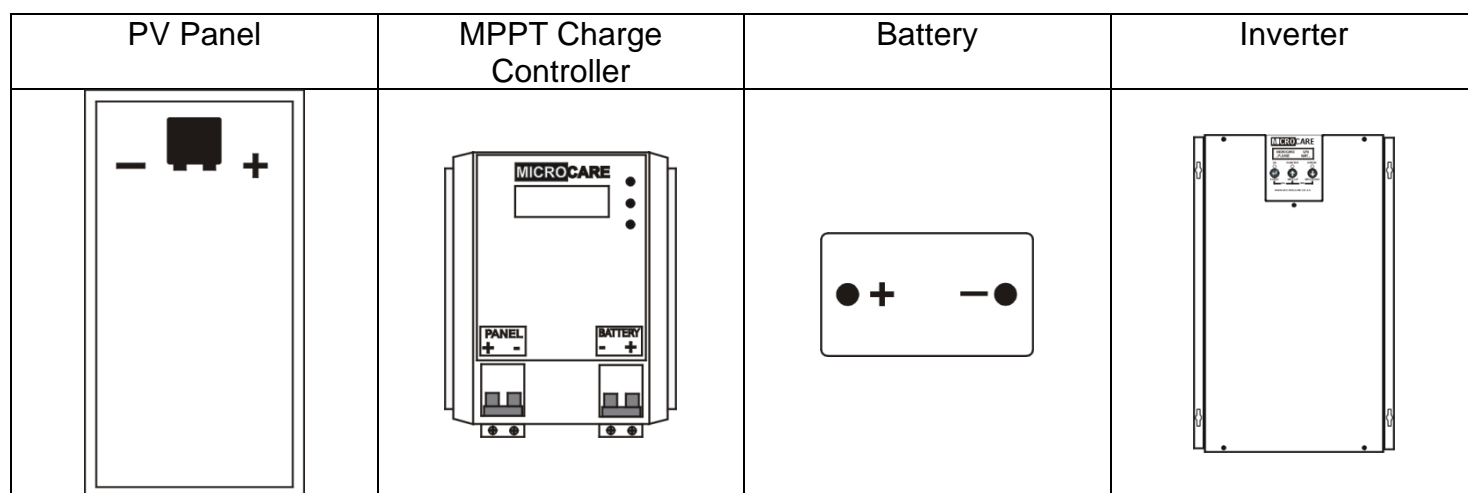 PV Panel
MPPT Charge
Controller
Battery
Inverter
- +
MICROCARE
PANEL
+ -
BATTERY
- +
+ -
MICROCARE